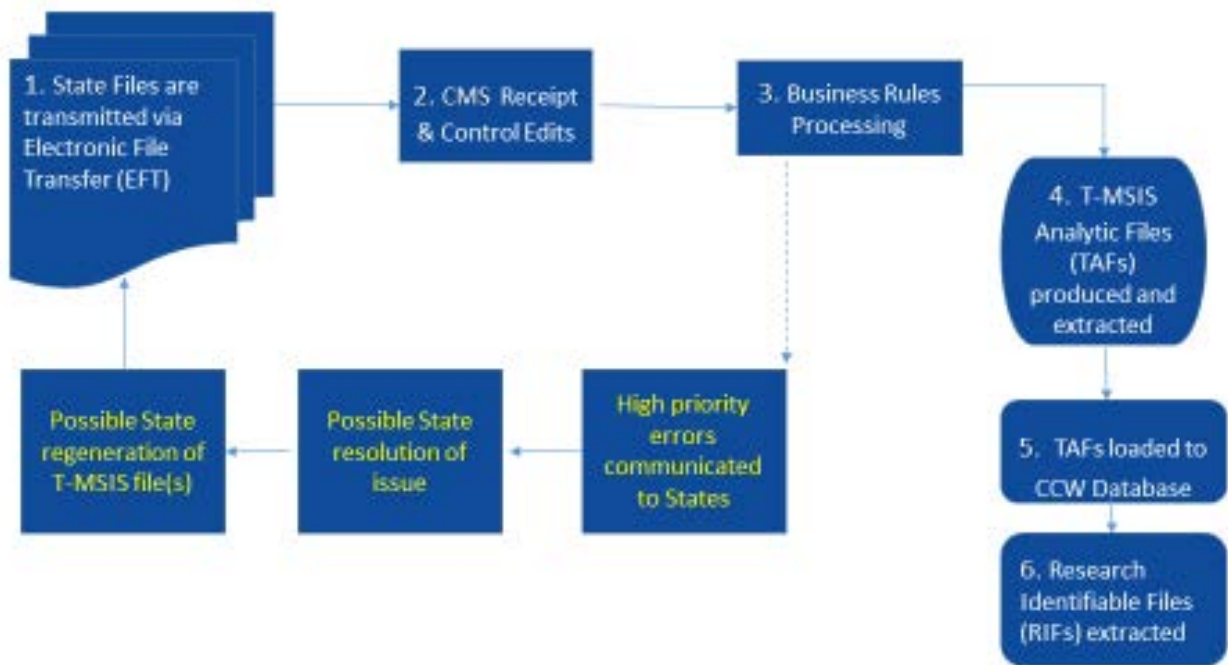 1. State Files are
transmitted via
Electronic File
Transfer (EFT)
2. CMS Receipt
& Control Edits
3. Business Rules
Processing
4. T-MSIS
Analytic Files
(TAFs)
produced and
extracted
Possible State
regeneration of
T-MSIS file(s)
Possible State
resolution of
issue
High priority
errors
communicated
to States
5. TAFs loaded to
CCW Database
6. Research
Identifiable Files
(RIFs) extracted